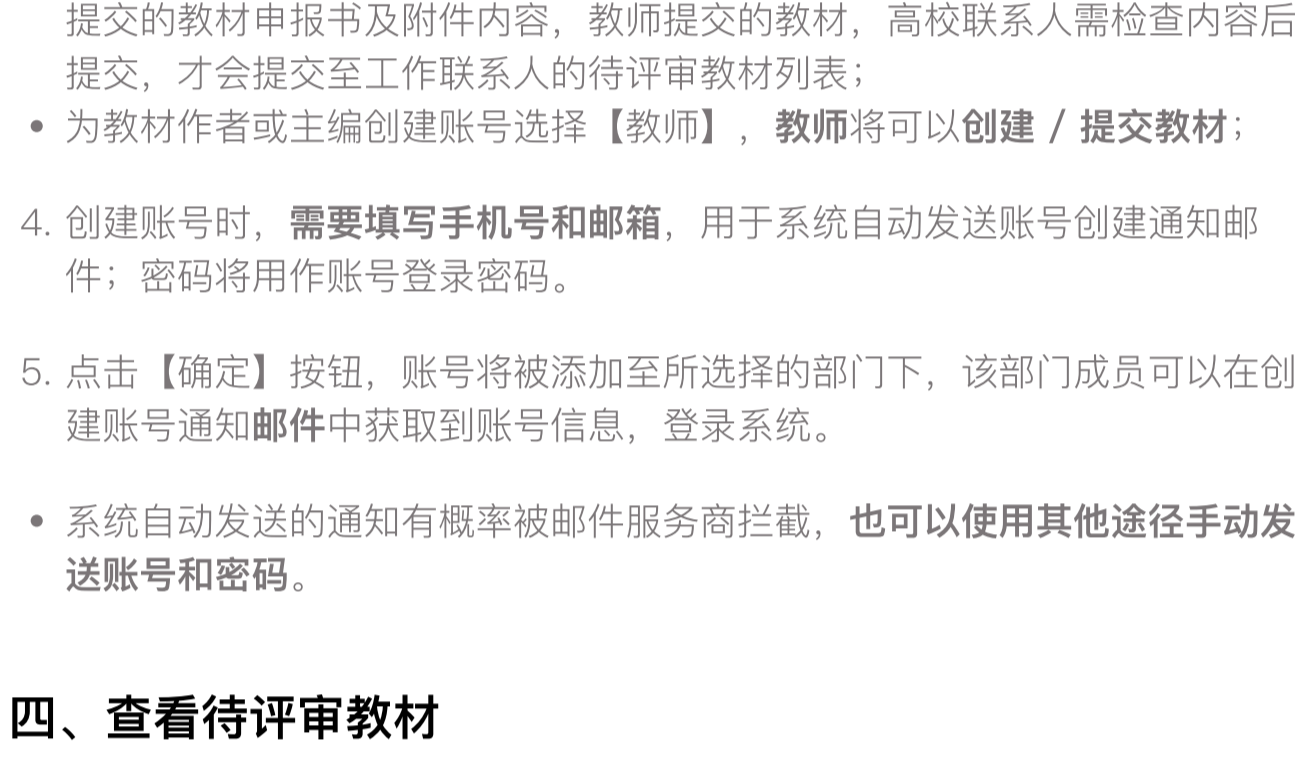 提交的教材申报书及附件内容，教师提交的教材，高校联系人需检查内容后
提交，才会提交至工作联系人的待评审教材列表；
• 为教材作者或主编创建账号选择【教师】，教师将可以创建 / 提交教材；
4. 创建账号时，需要填写手机号和邮箱，用于系统自动发送账号创建通知邮
件；密码将用作账号登录密码。
5. 点击【确定】按钮，账号将被添加至所选择的部门下，该部门成员可以在创
建账号通知邮件中获取到账号信息，登录系统。
• 系统自动发送的通知有概率被邮件服务商拦截，也可以使用其他途径手动发
送账号和密码。
四、查看待评审教材